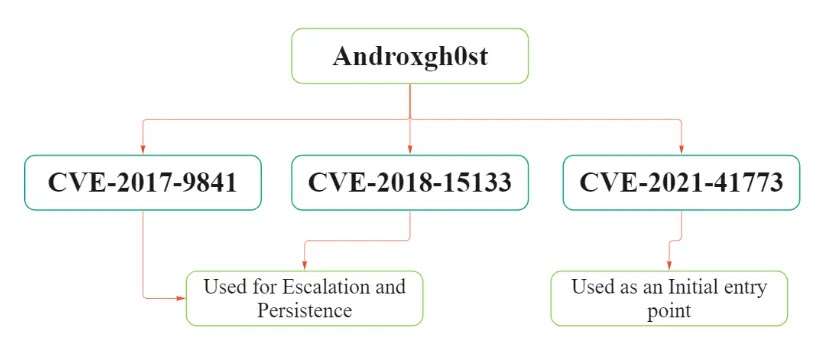 Androxgh0st
CVE-2017-9841
CVE-2018-15133
CVE-2021-41773
Used for Escalation and
Persistence
Used as an Initial entry
point